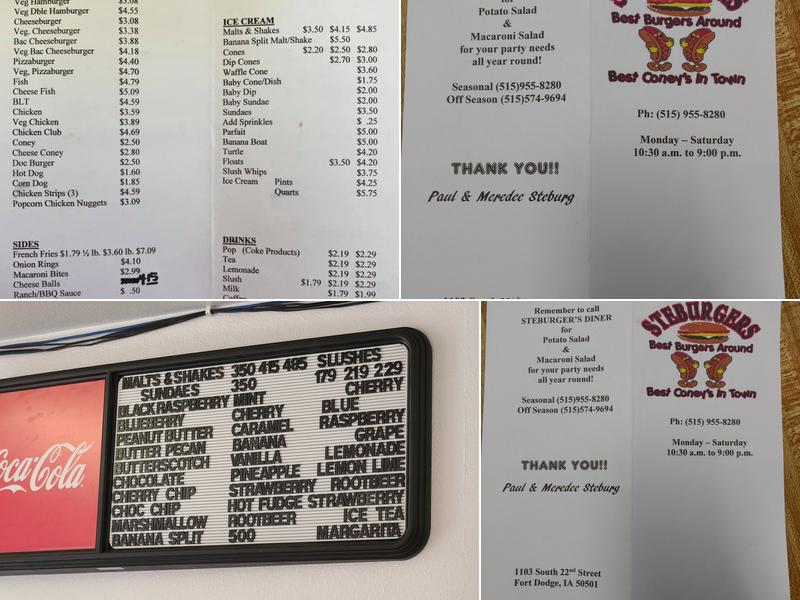 Veg Hamburger $3.08
Veg Dble Hamburger $4.55
Cheeseburger $3.08
Veg. Cheeseburger $3.38
Bac Cheeseburger $3.88
Veg Bac Cheeseburger $4.18
Pizzaburger $4.40
Veg, Pizzaburger $4.70
Fish $4.79
Cheese Fish $5.09
BLT $4.59
Chicken $3.59
Veg Chicken $3.89
Chicken Club $4.69
Coney $2.50
Cheese Coney $2.80
Doc Burger $2.50
Hot Dog $1.60
Corn Dog $1.85
Chicken Strips (3) $4.59
Popcorn Chicken Nuggets $3.09
SIDES
French Fries $1.79 ½ lb. $3.60 lb. $7.09
Onion Rings $4.10
Macaroni Bites $2.99
Cheese Balls 4.15
Ranch/BBQ Sauce $ .50
ICE CREAM
Malts & Shakes $3.50 $4.15 $4.85
Banana Split Malt/Shake $5.50
Cones $2.20 $2.50 $2.80
Dip Cones $2.70 $3.00
Waffle Cone $3.60
Baby Cone/Dish $1.75
Baby Dip $2.00
Baby Sundae $2.00
Sundaes $3.50
Add Sprinkles $ .25
Parfait $5.00
Banana Boat $5.00
Turtle $4.20
Floats $3.50 $4.20
Slush Whips $3.75
Ice Cream Pints $4.25
Quarts $5.75
DRINKS
Pop (Coke Products) $2.19 $2.29
Tea $2.19 $2.29
Lemonade $2.19 $2.29
Slush $1.79 $2.19 $2.29
Milk $1.79 $1.99
Coffee
for
Potato Salad
&
Macaroni Salad
for your party needs
all year round!
Seasonal (515)955-8280
Off Season (515)574-9694
THANK YOU!!
Paul & Meredee Steburg
Best Burgers Around
Best Coney's In Town
Ph: (515) 955-8280
Monday – Saturday
10:30 a.m. to 9:00 p.m.
Coca-Cola
MALTS & SHAKES 350 415 485
SUNDAES 350
BLACK RASPBERRY MINT
BLUEBERRY CHERRY
PEANUT BUTTER CARAMEL
BUTTER PECAN BANANA
BUTTERSCOTCH VANILLA
CHOCOLATE PINEAPPLE
CHERRY CHIP STRAWBERRY
CHOC CHIP HOT FUDGE
MARSHMALLOW ROOTBEER
BANANA SPLIT 500
SLUSHES
179 219 229
CHERRY
BLUE
RASPBERRY
GRAPE
LEMONADE
LEMON LIME
ROOTBEER
STRAWBERRY
ICE TEA
MARGARITA
Remember to call
STEBURGER'S DINER
for
Potato Salad
&
Macaroni Salad
for your party needs
all year round!
Seasonal (515)955-8280
Off Season (515)574-9694
THANK YOU!!
Paul & Meredee Steburg
1103 South 22nd Street
Fort Dodge, IA 50501
STEBURGERS
Best Burgers Around
Best Coney's In Town
Ph: (515) 955-8280
Monday – Saturday
10:30 a.m. to 9:00 p.m.